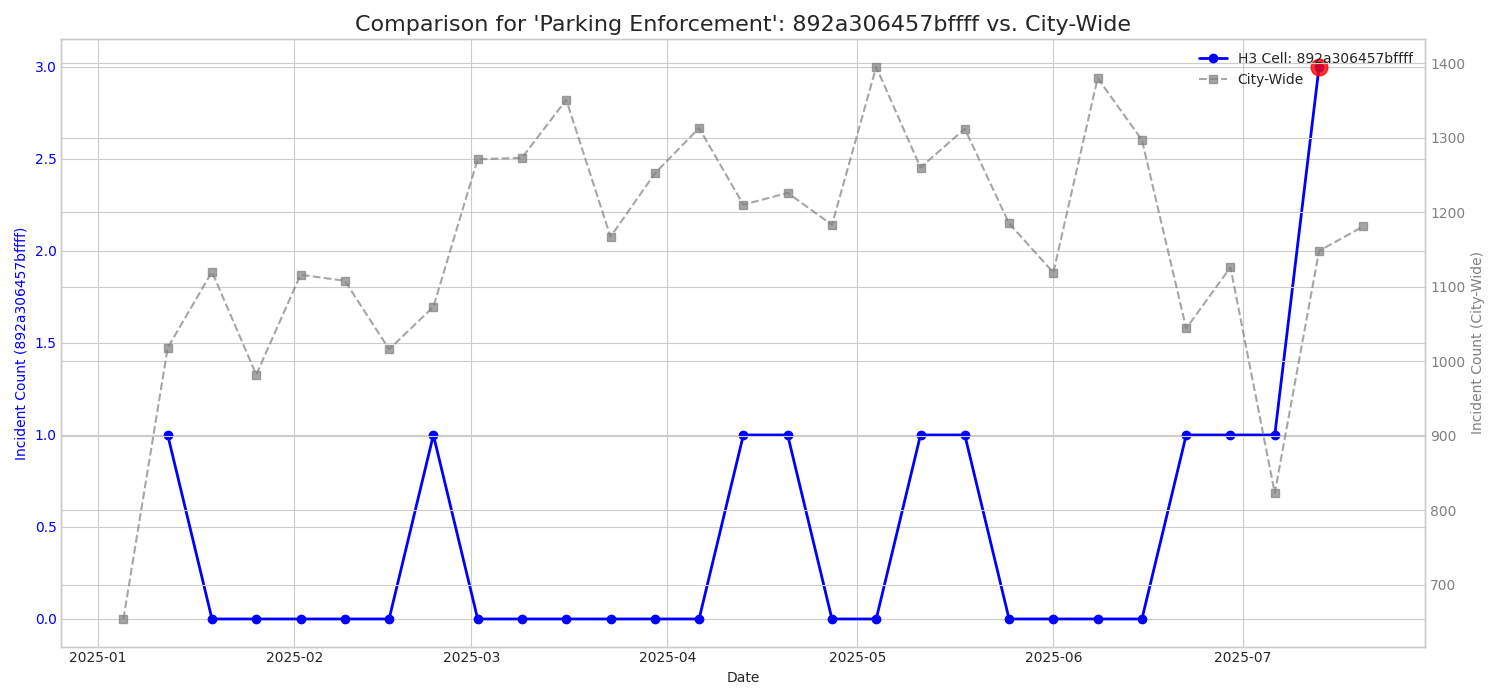 Comparison for 'Parking Enforcement': 892a306457bffff vs. City-Wide
H3 Cell: 892a306457bffff
City-Wide
Incident Count (892a306457bffff)
3.0
2.5
2.0
1.5
1.0
0.5
0.0
1400
1300
1200
1100
1000
900
800
700
Incident Count (City-Wide)
2025-01 2025-02 2025-03 2025-04 2025-05 2025-06 2025-07
Date